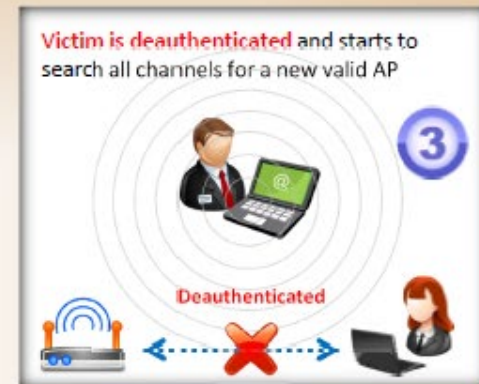 Victim is deauthenticated and starts to
search all channels for a new valid AP
3
@
Deauthenticated